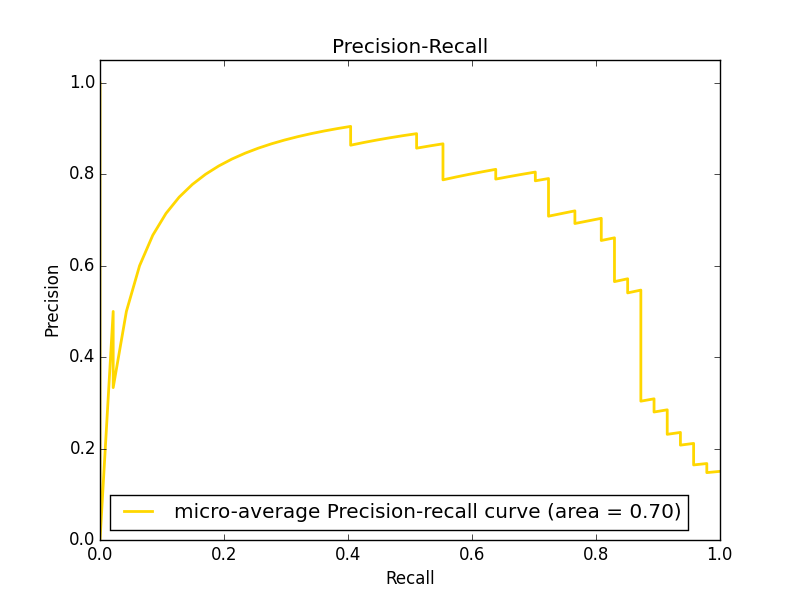 Precision-Recall
1.0
0.8
0.6
0.4
0.2
0.0
Precision
micro-average Precision-recall curve (area = 0.70)
0.0 0.2 0.4 0.6 0.8 1.0
Recall